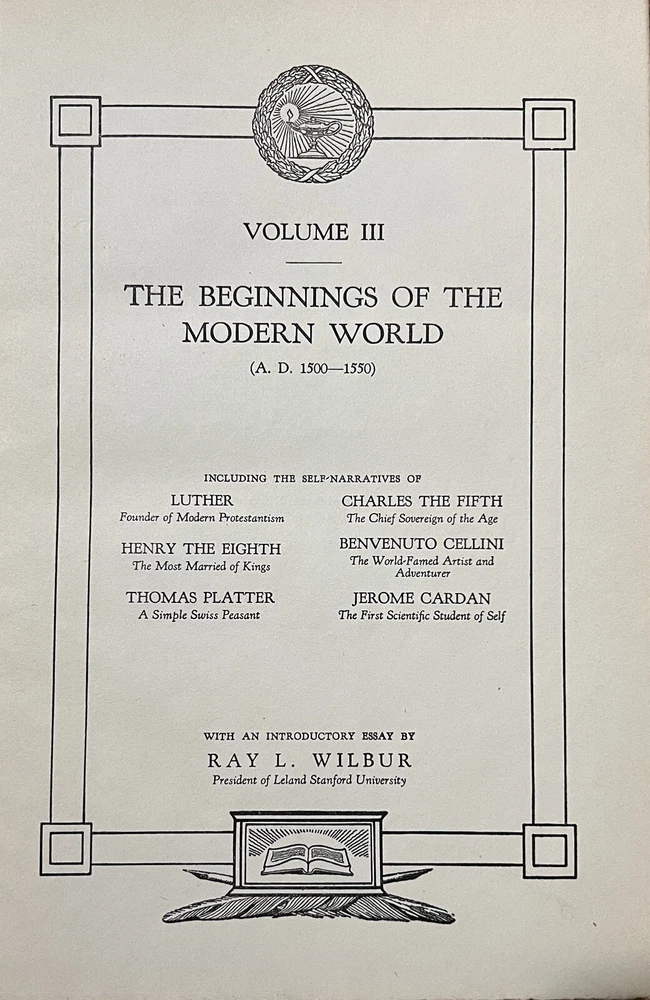 VOLUME III
THE BEGINNINGS OF THE
MODERN WORLD
(A. D. 1500—1550)
INCLUDING THE SELF-NARRATIVES OF
LUTHER
Founder of Modern Protestantism
HENRY THE EIGHTH
The Most Married of Kings
THOMAS PLATTER
A Simple Swiss Peasant
CHARLES THE FIFTH
The Chief Sovereign of the Age
BENVENUTO CELLINI
The World-Famed Artist and
Adventurer
JEROME CARDAN
The First Scientific Student of Self
WITH AN INTRODUCTORY ESSAY BY
RAY L. WILBUR
President of Leland Stanford University